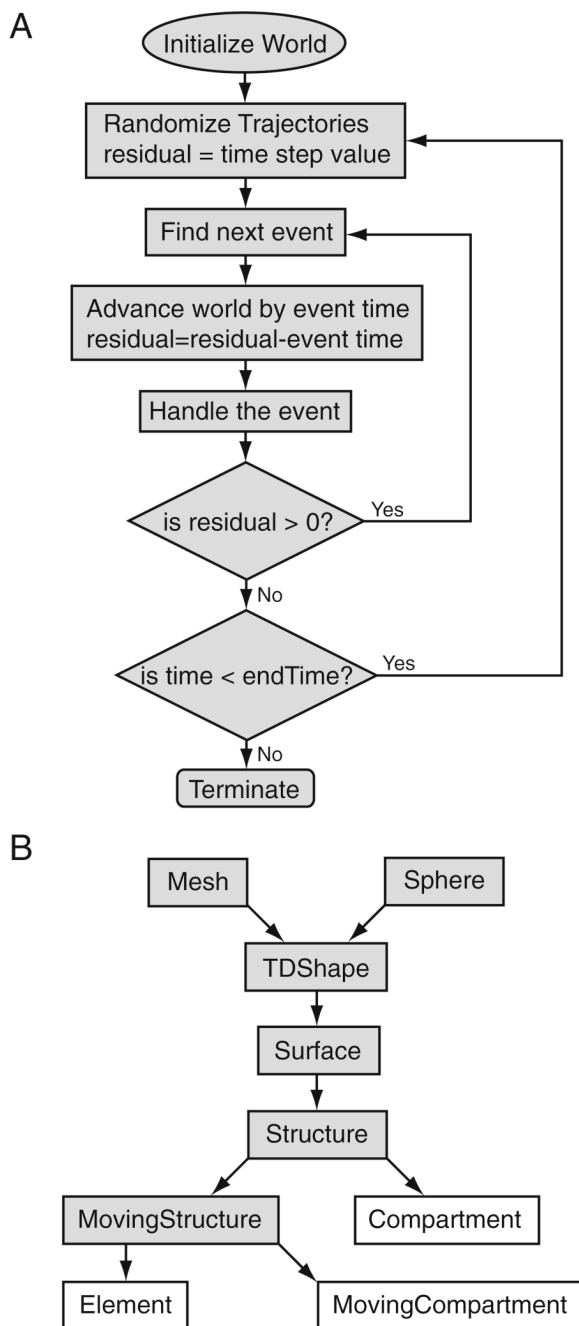 A
Initialize World
Randomize Trajectories
residual = time step value
Find next event
Advance world by event time
residual=residual-event time
Handle the event
is residual > 0?
Yes
No
is time < endTime?
Yes
No
Terminate
B
Mesh
Sphere
TDShape
Surface
Structure
MovingStructure
Compartment
Element
MovingCompartment